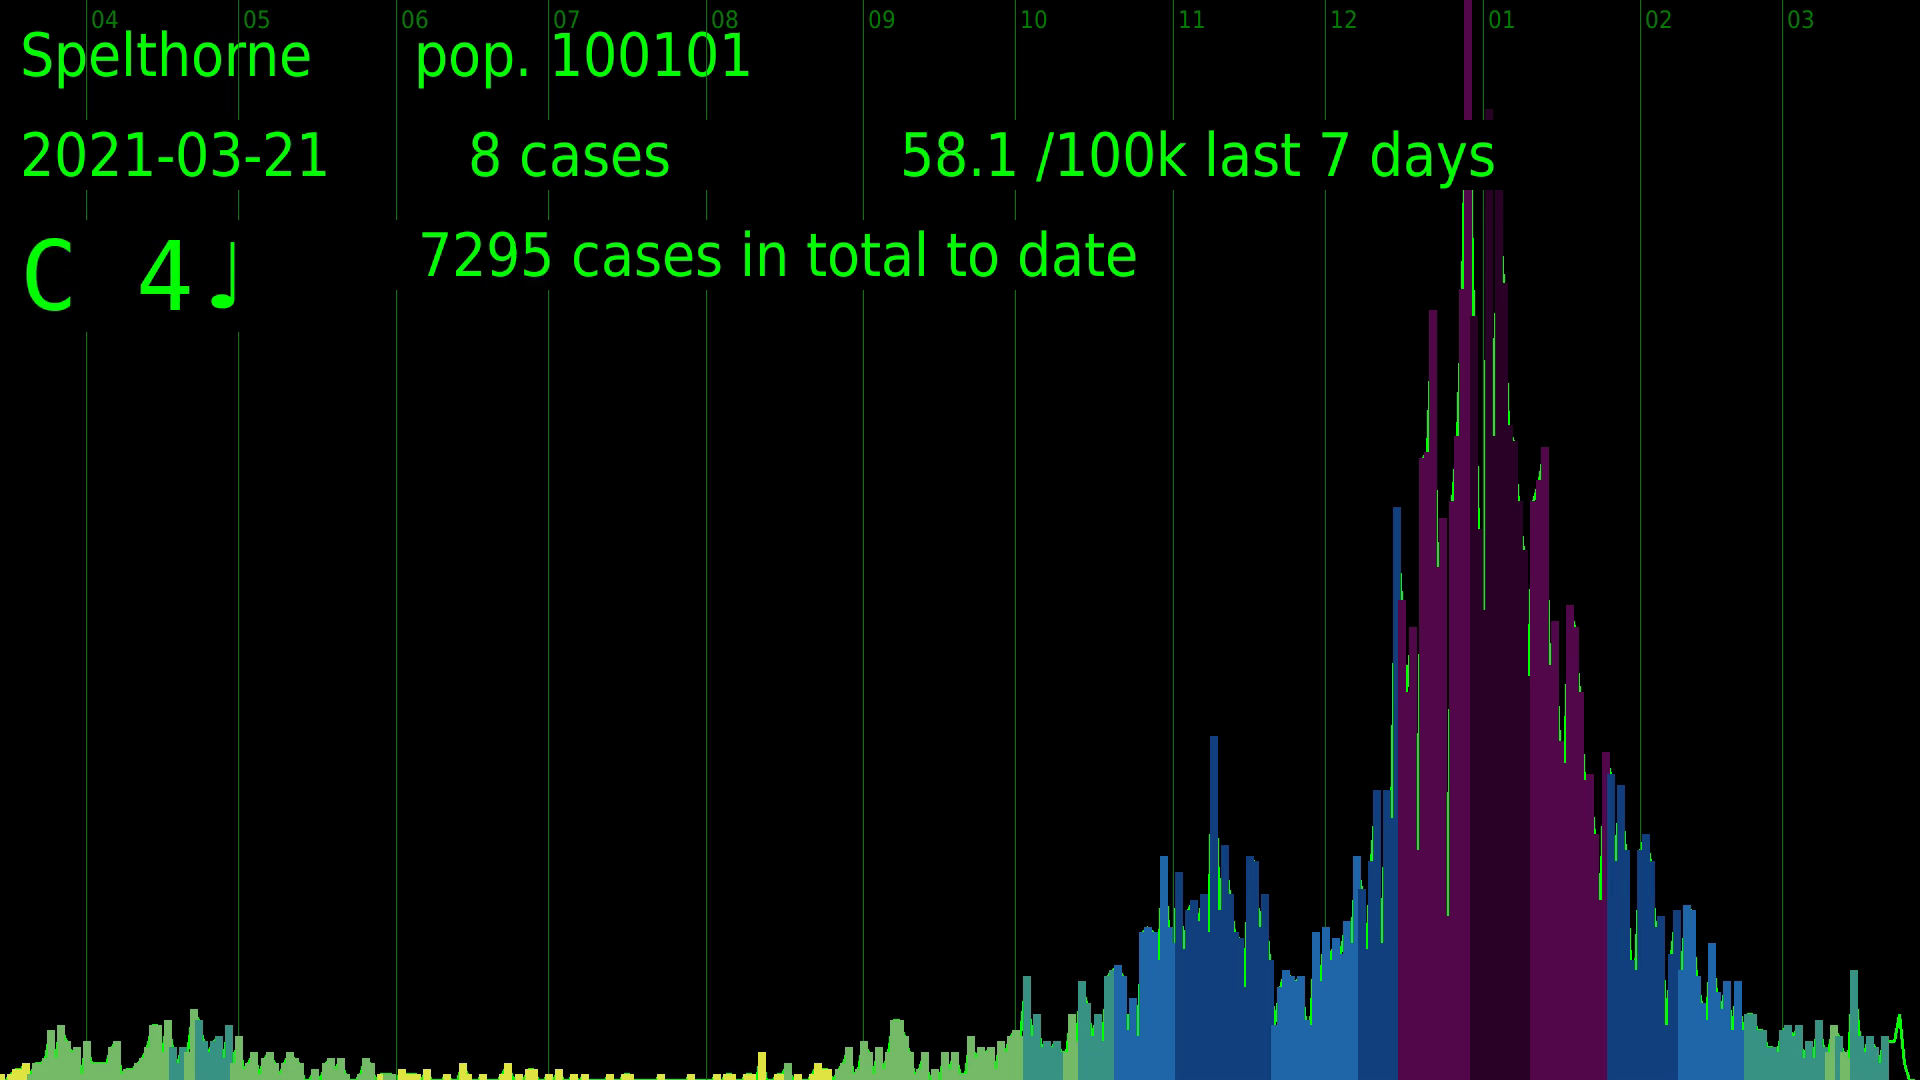 04 05 06 07 08 09 10 11 12 01 02 03
Spelthorne pop. 100101
2021-03-21 8 cases 58.1 /100k last 7 days
C 4♩ 7295 cases in total to date